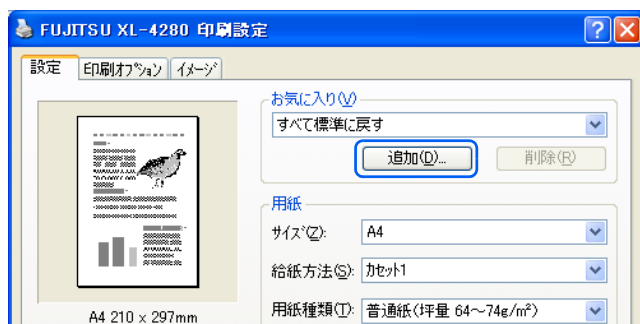 FUJITSU XL-4280 印刷設定
設定 印刷オプション イメージ
お気に入り(V)
すべて標準に戻す
追加(D)... 削除(R)
用紙
サイズ(Z): A4
給紙方法(S): カセット1
用紙種類(T): 普通紙(坪量 64～74g/m²)
A4 210 × 297mm